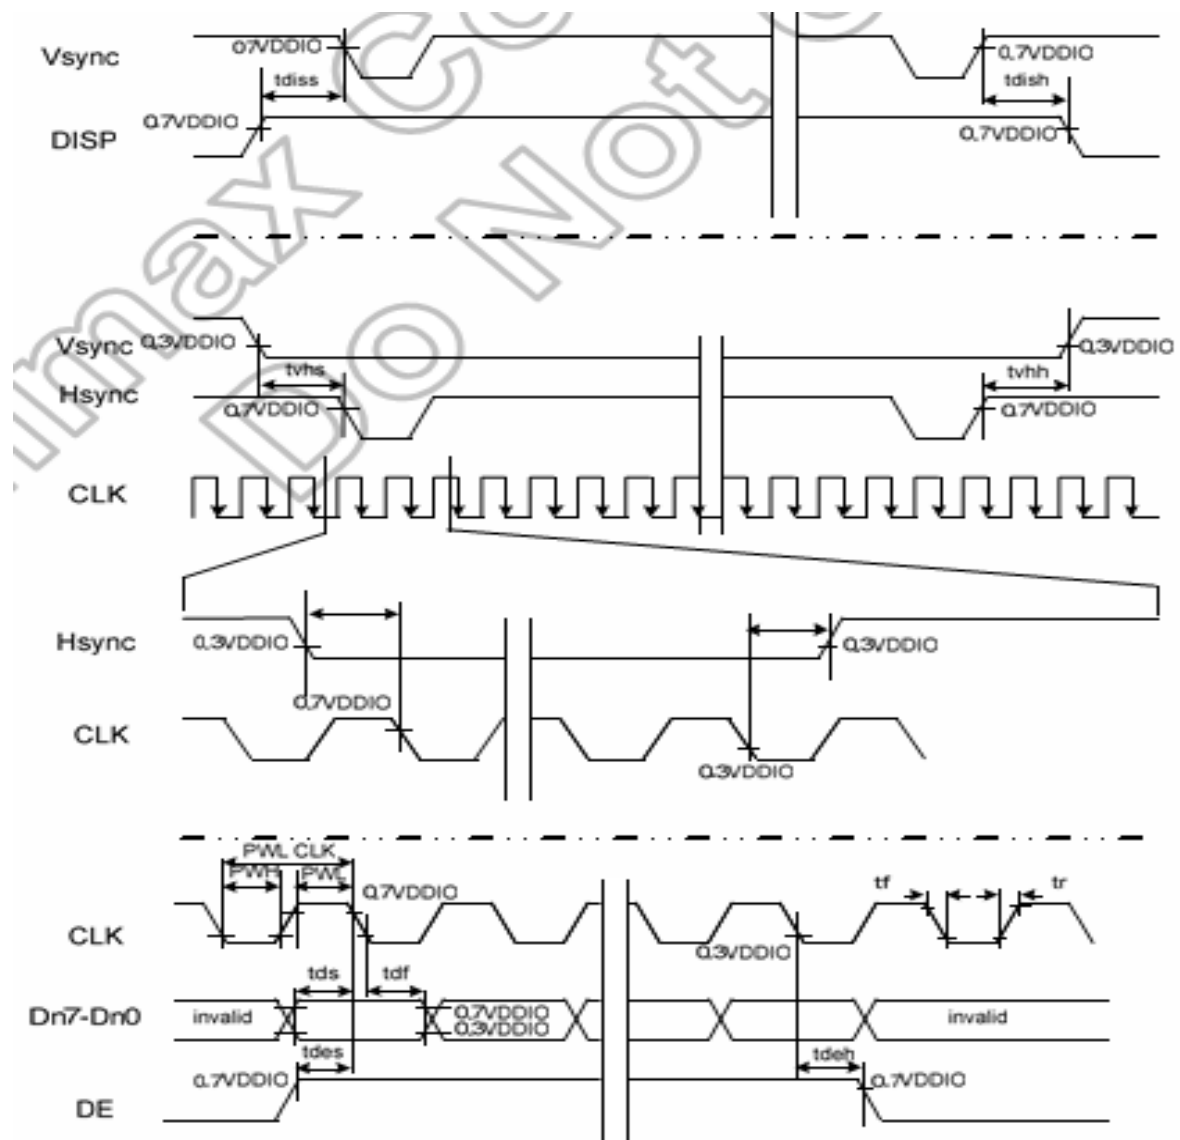 Vsync 0.7VDDIO 0.7VDDIO
tdiss tdish
DISP 0.7VDDIO 0.7VDDIO
Vsync 0.3VDDIO 0.3VDDIO
tvhs tvhh
Hsync 0.7VDDIO 0.7VDDIO
CLK
Hsync 0.3VDDIO 0.3VDDIO
0.7VDDIO
CLK
0.3VDDIO
PWL CLK
PWH PWL 0.7VDDIO tf tr
CLK
0.3VDDIO
tds tdf
Dn7-Dn0 invalid 0.7VDDIO invalid
0.3VDDIO
tdes tdeh
0.7VDDIO 0.7VDDIO
DE
Do Not